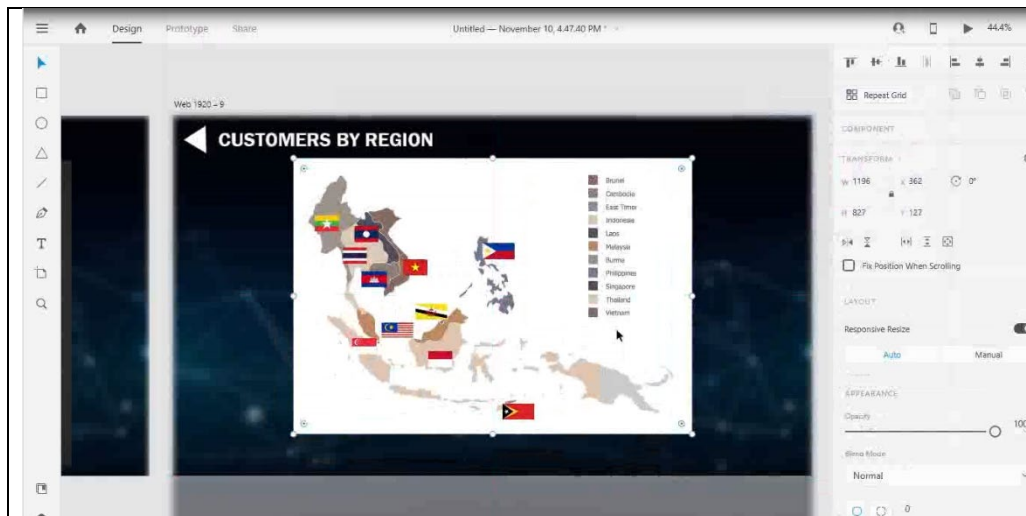 Design Prototype Share Untitled — November 10, 4.47.40 PM * 44.4%
Web 1920 – 9
CUSTOMERS BY REGION
Brunei
Cambodia
East Timor
Indonesia
Laos
Malaysia
Burma
Philippines
Singapore
Thailand
Vietnam
Repeat Grid
COMPONENT
TRANSFORM
W 1196 X 362 0°
H 827 Y 127
Fix Position When Scrolling
LAYOUT
Responsive Resize
Auto Manual
APPEARANCE
Opacity
100
Blend Mode
Normal
0
T